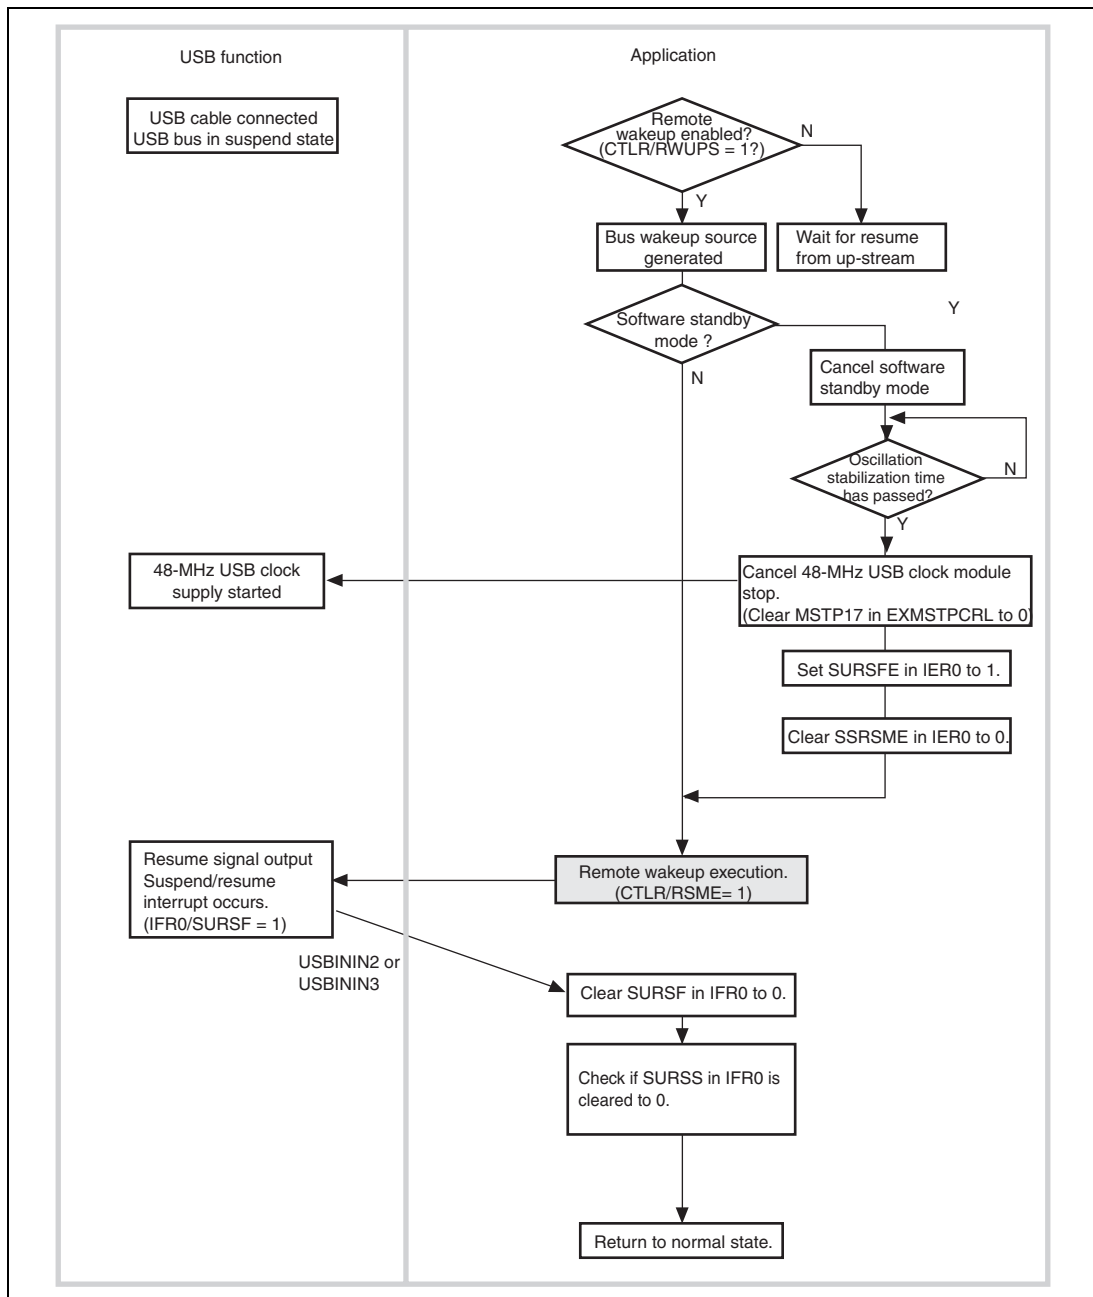 USB function
Application
USB cable connected
USB bus in suspend state
Remote
wakeup enabled?
(CTLR/RWUPS = 1?)
N
Y
Bus wakeup source
generated
Wait for resume
from up-stream
Software standby
mode ?
Y
N
Cancel software
standby mode
Oscillation
stabilization time
has passed?
N
Y
48-MHz USB clock
supply started
Cancel 48-MHz USB clock module
stop.
(Clear MSTP17 in EXMSTPCRL to 0)
Set SURSFE in IER0 to 1.
Clear SSRSME in IER0 to 0.
Resume signal output
Suspend/resume
interrupt occurs.
(IFR0/SURSF = 1)
Remote wakeup execution.
(CTLR/RSME= 1)
USBININ2 or
USBININ3
Clear SURSF in IFR0 to 0.
Check if SURSS in IFR0 is
cleared to 0.
Return to normal state.